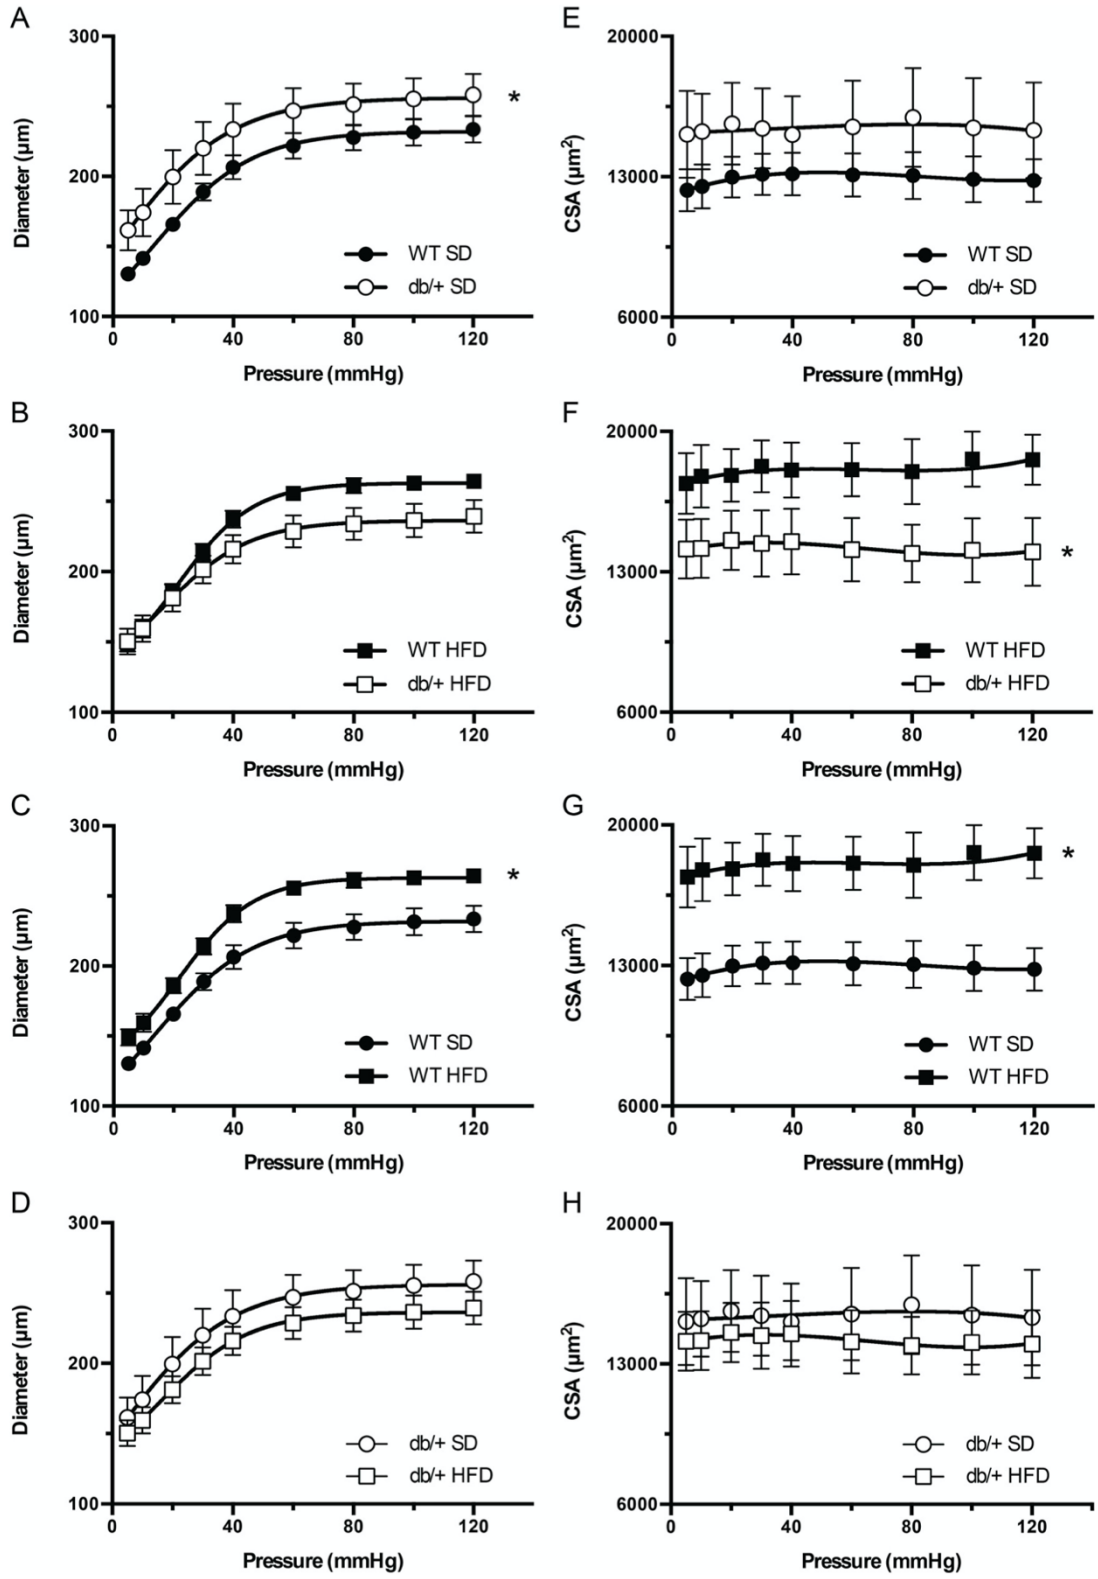 A
300
200
100
Diameter (µm)
*
WT SD
db/+ SD
0 40 80 120
Pressure (mmHg)
E
20000
13000
6000
CSA (µm²)
WT SD
db/+ SD
0 40 80 120
Pressure (mmHg)
B
300
200
100
Diameter (µm)
WT HFD
db/+ HFD
0 40 80 120
Pressure (mmHg)
F
20000
13000
6000
CSA (µm²)
*
WT HFD
db/+ HFD
0 40 80 120
Pressure (mmHg)
C
300
200
100
Diameter (µm)
*
WT SD
WT HFD
0 40 80 120
Pressure (mmHg)
G
20000
13000
6000
CSA (µm²)
*
WT SD
WT HFD
0 40 80 120
Pressure (mmHg)
D
300
200
100
Diameter (µm)
db/+ SD
db/+ HFD
0 40 80 120
Pressure (mmHg)
H
20000
13000
6000
CSA (µm²)
db/+ SD
db/+ HFD
0 40 80 120
Pressure (mmHg)